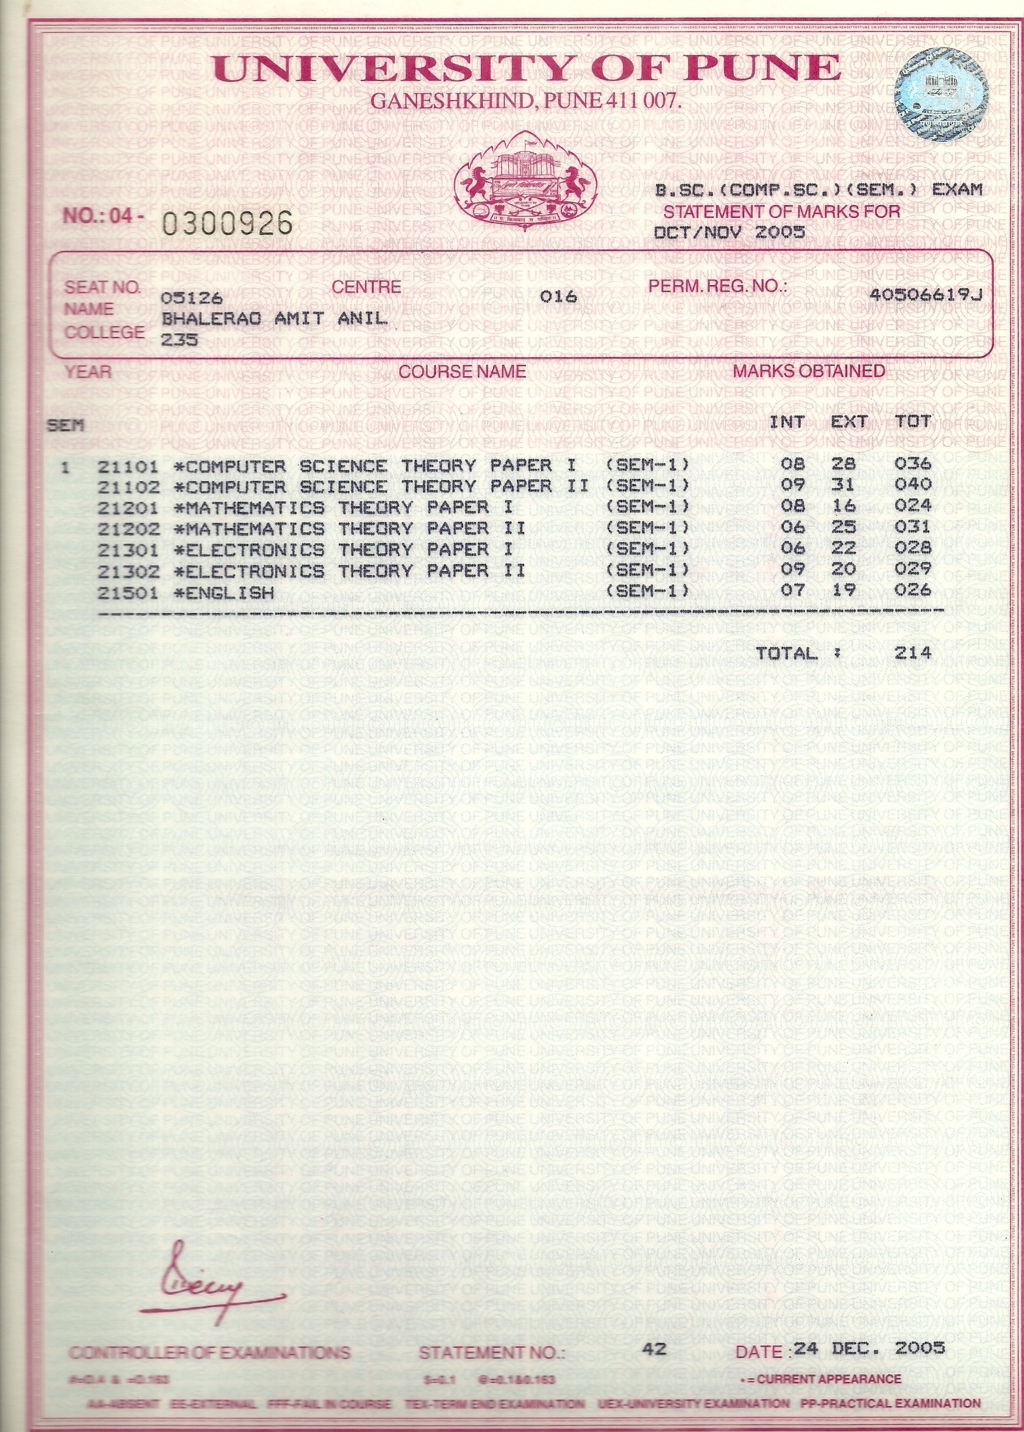 UNIVERSITY OF PUNE
GANESHKHIND, PUNE 411 007.
B.SC.(COMP.SC.)(SEM.) EXAM
NO.: 04 - 0300926
STATEMENT OF MARKS FOR
OCT/NOV 2005
SEAT NO. 05126 CENTRE 016 PERM. REG. NO.: 40506619J
NAME BHALERAO AMIT ANIL
COLLEGE 235
YEAR COURSE NAME MARKS OBTAINED
SEM INT EXT TOT
1 21101 *COMPUTER SCIENCE THEORY PAPER I (SEM-1) 08 28 036
21102 *COMPUTER SCIENCE THEORY PAPER II (SEM-1) 09 31 040
21201 *MATHEMATICS THEORY PAPER I (SEM-1) 08 16 024
21202 *MATHEMATICS THEORY PAPER II (SEM-1) 06 25 031
21301 *ELECTRONICS THEORY PAPER I (SEM-1) 06 22 028
21302 *ELECTRONICS THEORY PAPER II (SEM-1) 09 20 029
21501 *ENGLISH (SEM-1) 07 19 026
TOTAL : 214
CONTROLLER OF EXAMINATIONS STATEMENT NO.: 42 DATE : 24 DEC. 2005
#=0.4 & =0.163 $=0.1 @=0.1&0.163 * = CURRENT APPEARANCE
AA-ABSENT EE-EXTERNAL FFF-FAIL IN COURSE TEX-TERM END EXAMINATION UEX-UNIVERSITY EXAMINATION PP-PRACTICAL EXAMINATION